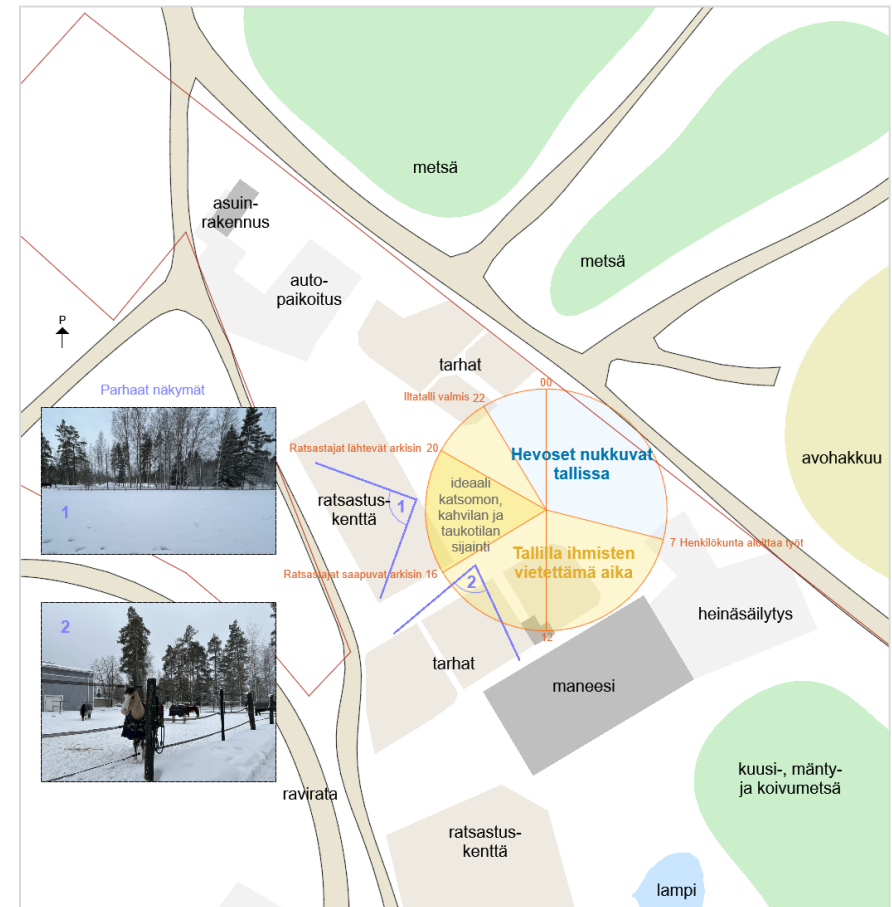 metsä
asuin-
rakennus
metsä
auto-
paikoitus
P
tarhat
00
Parhaat näkymät
Iltatalli valmis 22
Ratsastajat lähtevät arkisin 20
Hevoset nukkuvat
tallissa
avohakkuu
ideaali
katsomon,
kahvilan ja
taukotilan
sijainti
ratsastus-
kenttä
1
1
Tallilla ihmisten
vietettämä aika
7 Henkilökunta aloittaa työt
Ratsastajat saapuvat arkisin 16
2
heinäsäilytys
2
12
tarhat
maneesi
kuusi-, mänty-
ja koivumetsä
ravirata
ratsastus-
kenttä
lampi